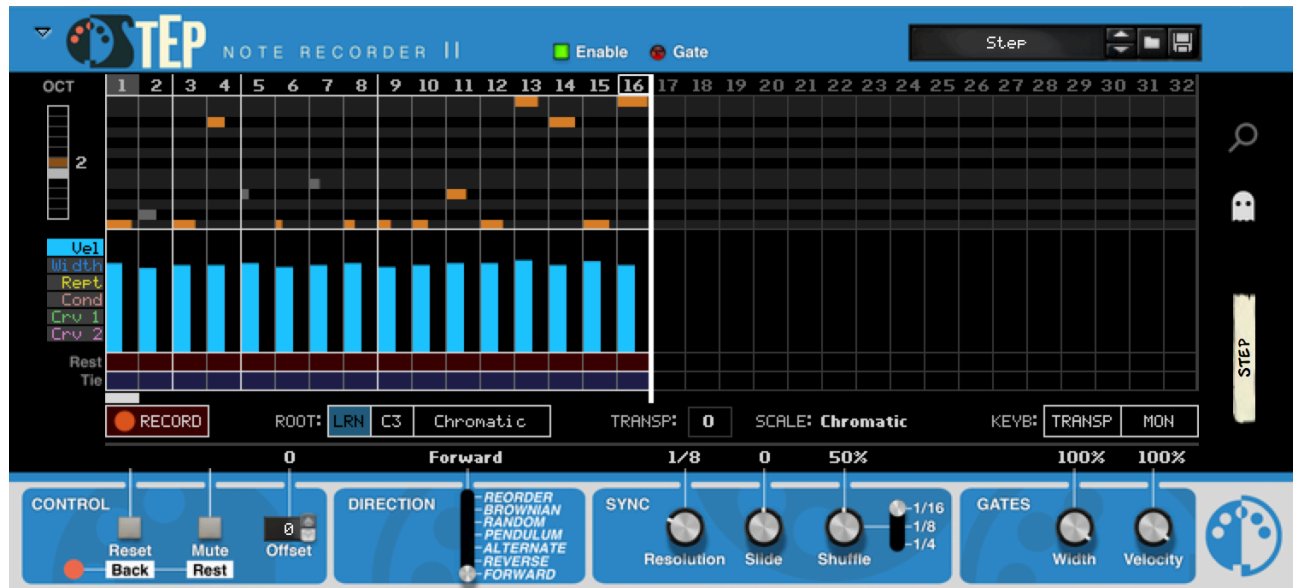 STEP NOTE RECORDER II Enable Gate Step
OCT 1 2 3 4 5 6 7 8 9 10 11 12 13 14 15 16 17 18 19 20 21 22 23 24 25 26 27 28 29 30 31 32
2
Vel
Width
Rept
Cond
Crv 1
Crv 2
Rest
Tie
STEP
RECORD ROOT: LRN C3 Chromatic TRANSP: 0 SCALE: Chromatic KEYB: TRANSP MON
0 Forward 1/8 0 50% 100% 100%
CONTROL
Reset Mute Offset
0
Back Rest
DIRECTION
REORDER
BROWNIAN
RANDOM
PENDULUM
ALTERNATE
REVERSE
FORWARD
SYNC
Resolution Slide Shuffle
1/16
1/8
1/4
GATES
Width Velocity